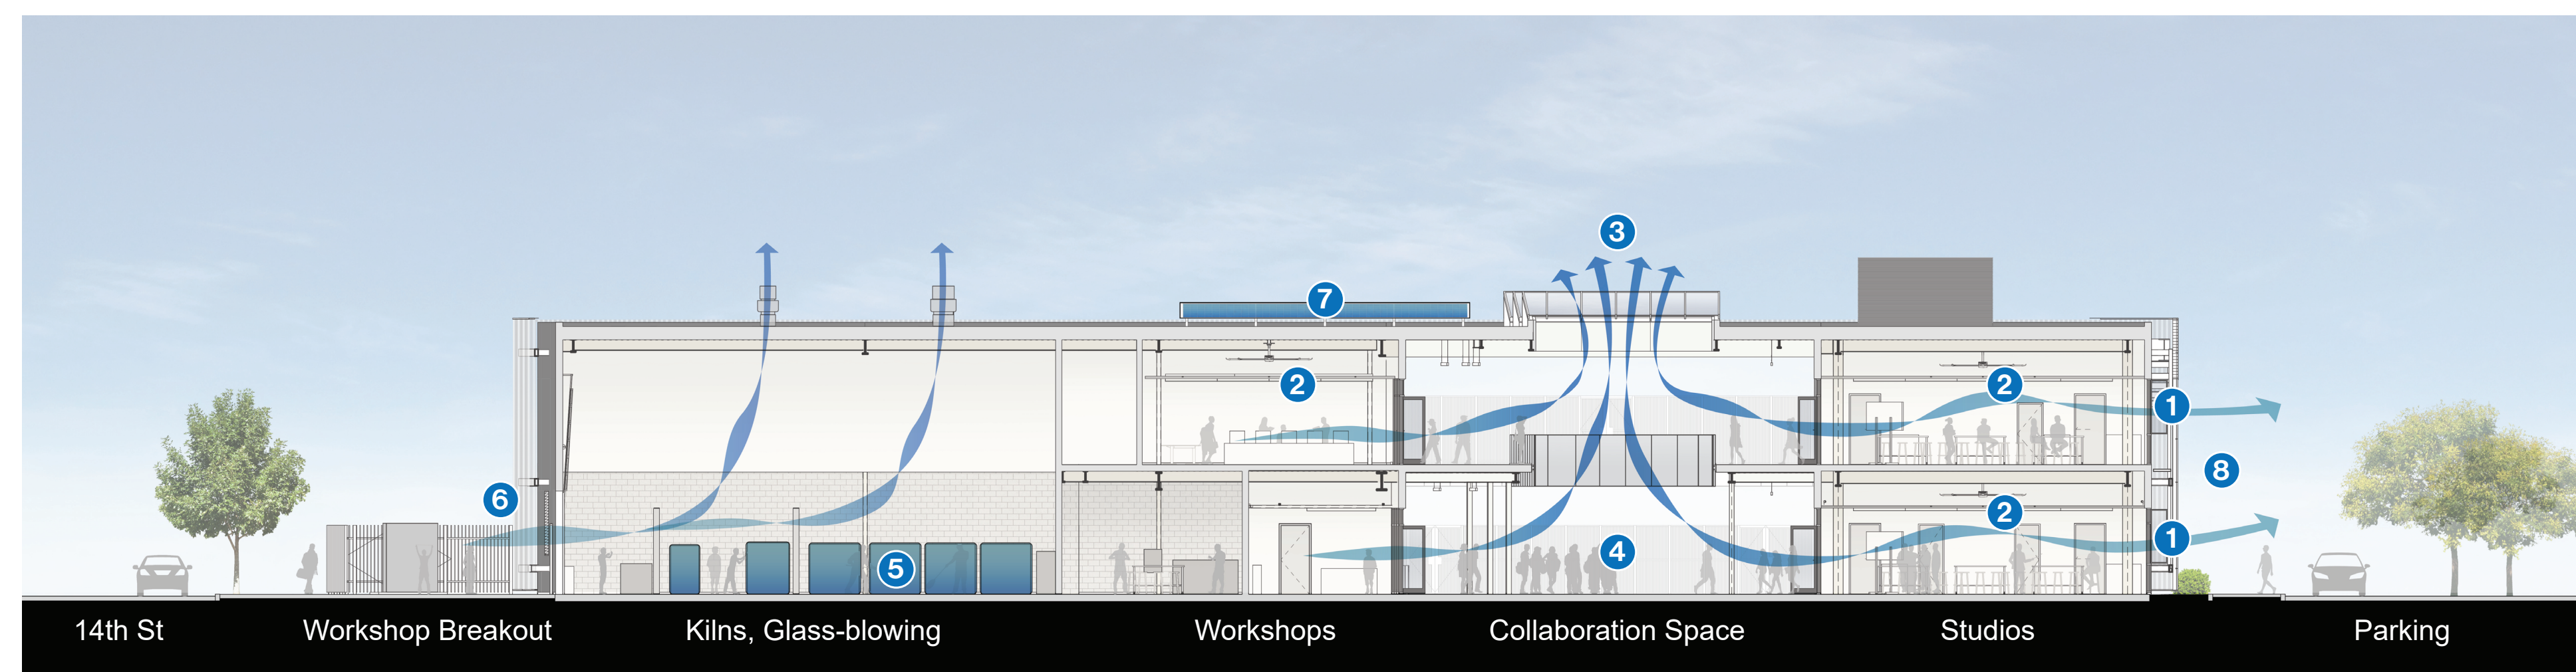 3
7
2
2
1
6
8
2
4
1
5
14th St
Workshop Breakout
Kilns, Glass-blowing
Workshops
Collaboration Space
Studios
Parking